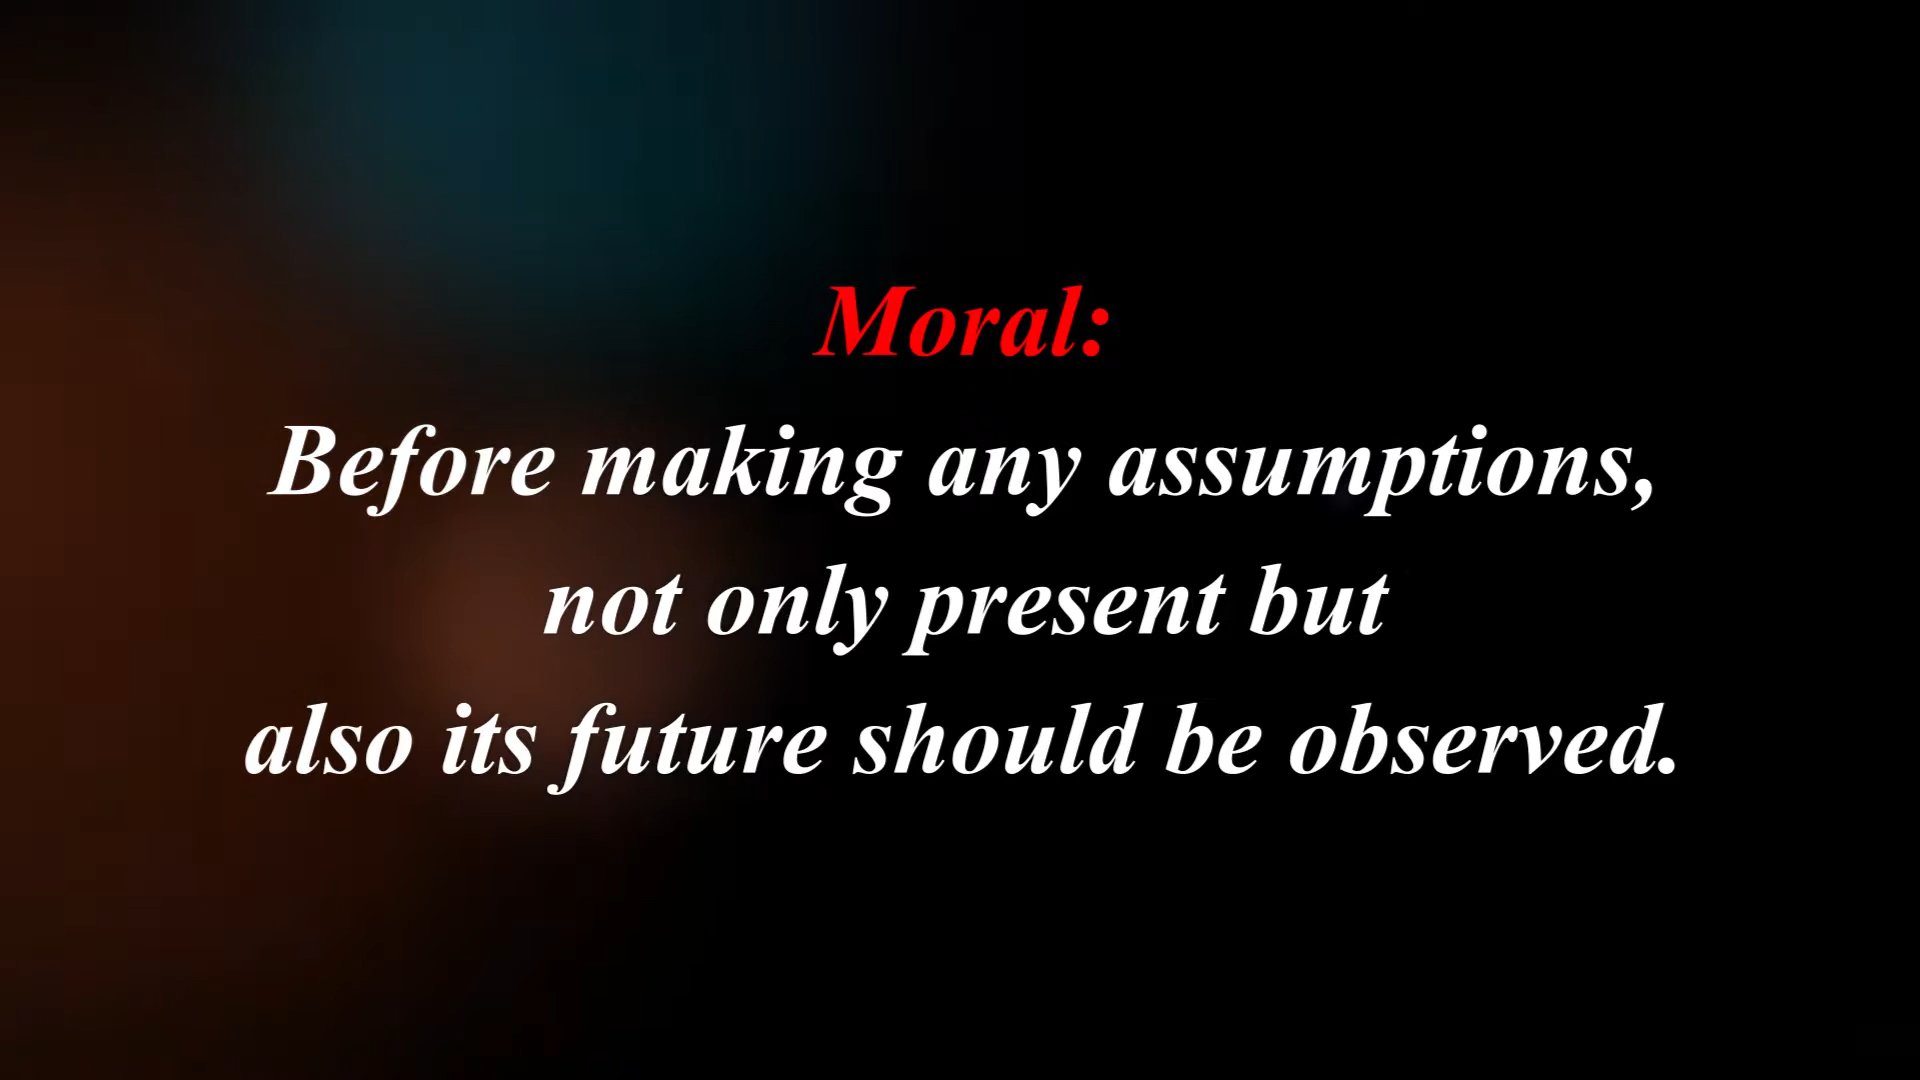 Moral:
Before making any assumptions,
not only present but
also its future should be observed.